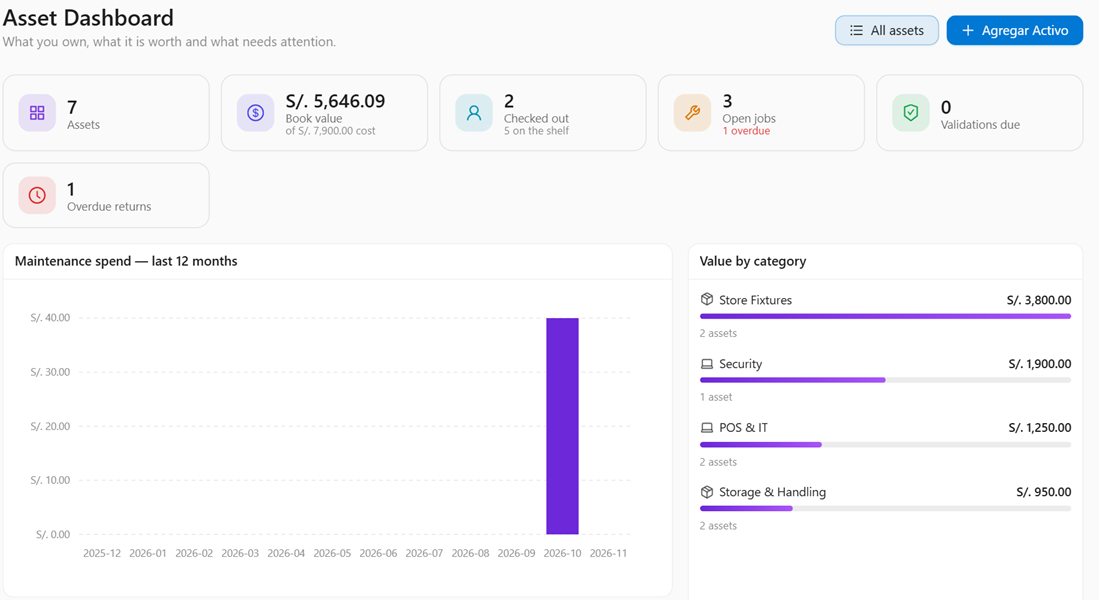 Asset Dashboard
What you own, what it is worth and what needs attention.
All assets
Agregar Activo
7
Assets
S/. 5,646.09
Book value
of S/. 7,900.00 cost
2
Checked out
5 on the shelf
3
Open jobs
1 overdue
0
Validations due
1
Overdue returns
Maintenance spend — last 12 months
S/. 40.00
S/. 30.00
S/. 20.00
S/. 10.00
S/. 0.00
2025-12 2026-01 2026-02 2026-03 2026-04 2026-05 2026-06 2026-07 2026-08 2026-09 2026-10 2026-11
Value by category
Store Fixtures S/. 3,800.00
2 assets
Security S/. 1,900.00
1 asset
POS & IT S/. 1,250.00
2 assets
Storage & Handling S/. 950.00
2 assets